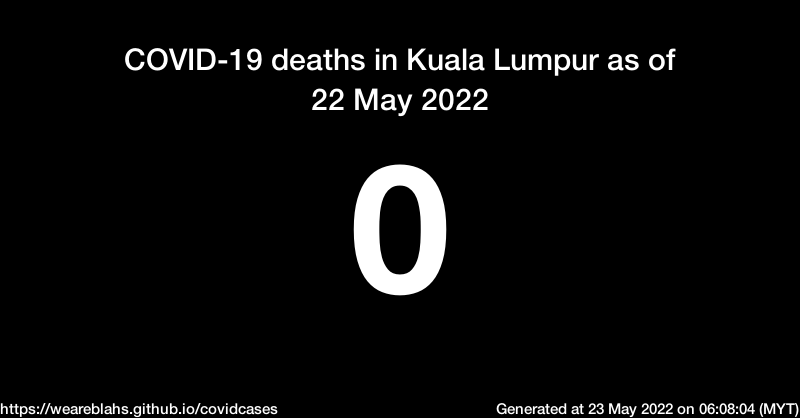 COVID-19 deaths in Kuala Lumpur as of
22 May 2022
0
https://weareblahs.github.io/covidcases
Generated at 23 May 2022 on 06:08:04 (MYT)